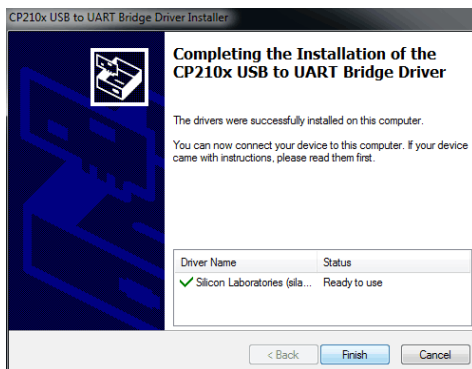 CP210x USB to UART Bridge Driver Installer
Completing the Installation of the
CP210x USB to UART Bridge Driver
The drivers were successfully installed on this computer.
You can now connect your device to this computer. If your device
came with instructions, please read them first.
Driver Name Status
Silicon Laboratories (sila... Ready to use
< Back Finish Cancel